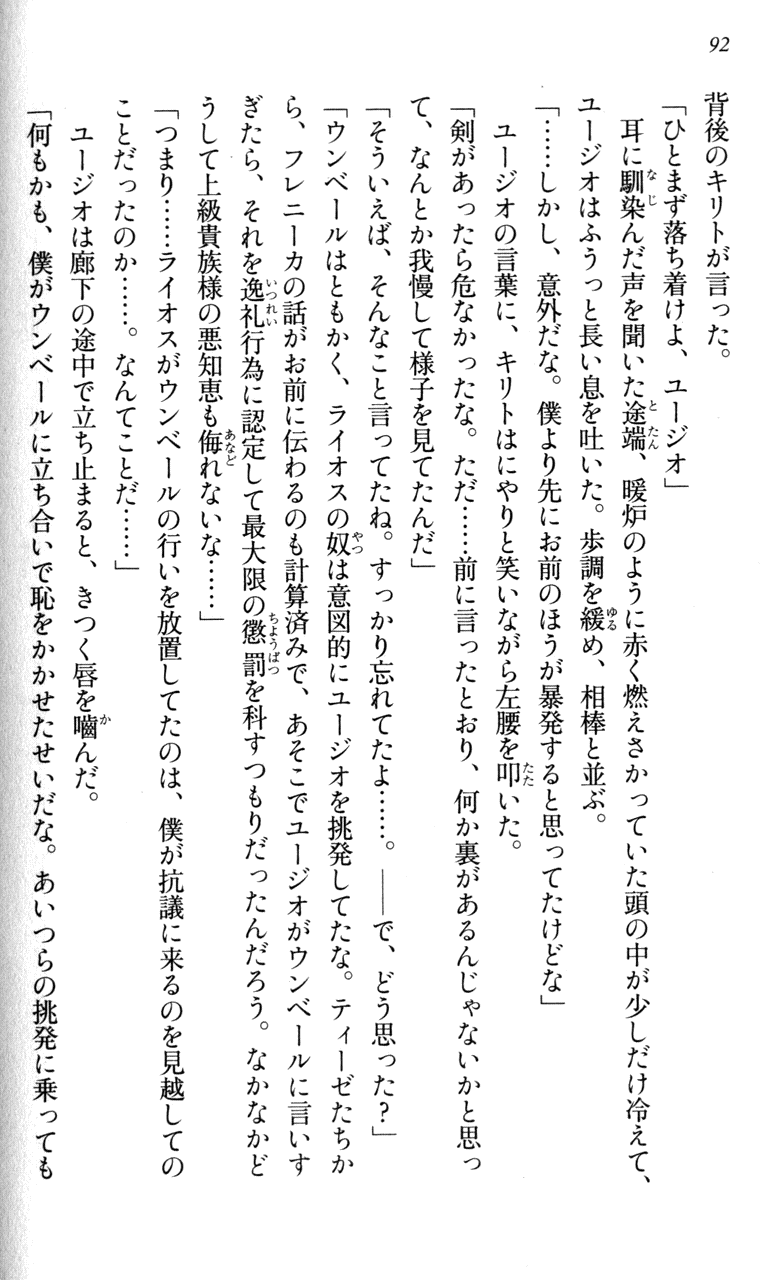 92
背後のキリトが言った。
「ひとまず落ち着けよ、ユージオ」
耳に馴染んだ声を聞いた途端、暖炉のように赤く燃えさかっていた頭の中が少しだけ冷えて、
ユージオはふうっと長い息を吐いた。歩調を緩め、相棒と並ぶ。
「……しかし、意外だな。僕より先にお前のほうが暴発すると思ってたけどな」
ユージオの言葉に、キリトはにやりと笑いながら左腰を叩いた。
「剣があったら危なかったな。ただ……前に言ったとおり、何か裏があるんじゃないかと思っ
て、なんとか我慢して様子を見てたんだ」
「そういえば、そんなこと言ってたね。すっかり忘れてたよ……。――で、どう思った?」
「ウンベールはともかく、ライオスの奴は意図的にユージオを挑発してたな。ティーゼたちか
ら、フレニーカの話がお前に伝わるのも計算済みで、あそこでユージオがウンベールに言いす
ぎたら、それを逸礼行為に認定して最大限の懲罰を科すつもりだったんだろう。なかなかど
うして上級貴族様の悪知恵も侮れないな……」
「つまり……ライオスがウンベールの行いを放置してたのは、僕が抗議に来るのを見越しての
ことだったのか……。なんてことだ……」
ユージオは廊下の途中で立ち止まると、きつく唇を嚙んだ。
「何もかも、僕がウンベールに立ち合いで恥をかかせたせいだな。あいつらの挑発に乗っても